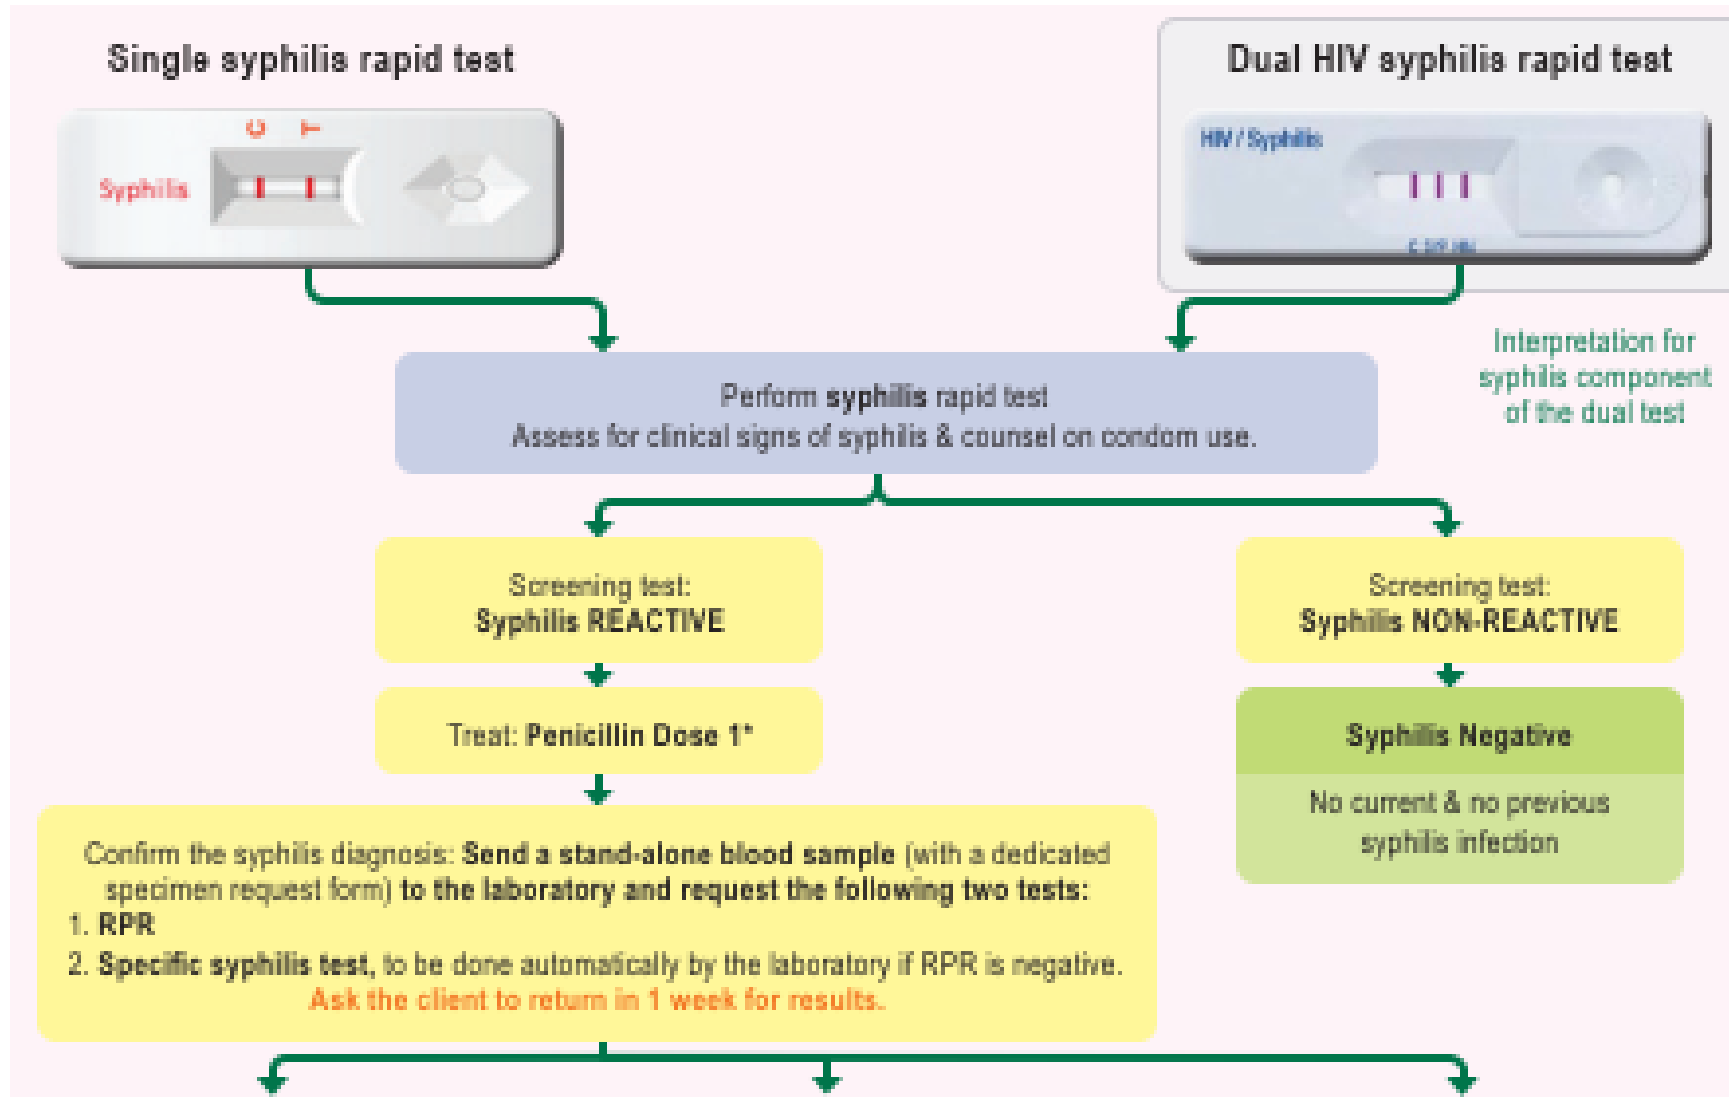 Single syphilis rapid test
Dual HIV syphilis rapid test
C T
Syphilis
HIV / Syphilis
C SYP HIV
Interpretation for
syphilis component
of the dual test
Perform syphilis rapid test
Assess for clinical signs of syphilis & counsel on condom use.
Screening test:
Syphilis REACTIVE
Screening test:
Syphilis NON-REACTIVE
Treat: Penicillin Dose 1*
Syphilis Negative
No current & no previous
syphilis infection
Confirm the syphilis diagnosis: Send a stand-alone blood sample (with a dedicated
specimen request form) to the laboratory and request the following two tests:
1. RPR
2. Specific syphilis test, to be done automatically by the laboratory if RPR is negative.
Ask the client to return in 1 week for results.